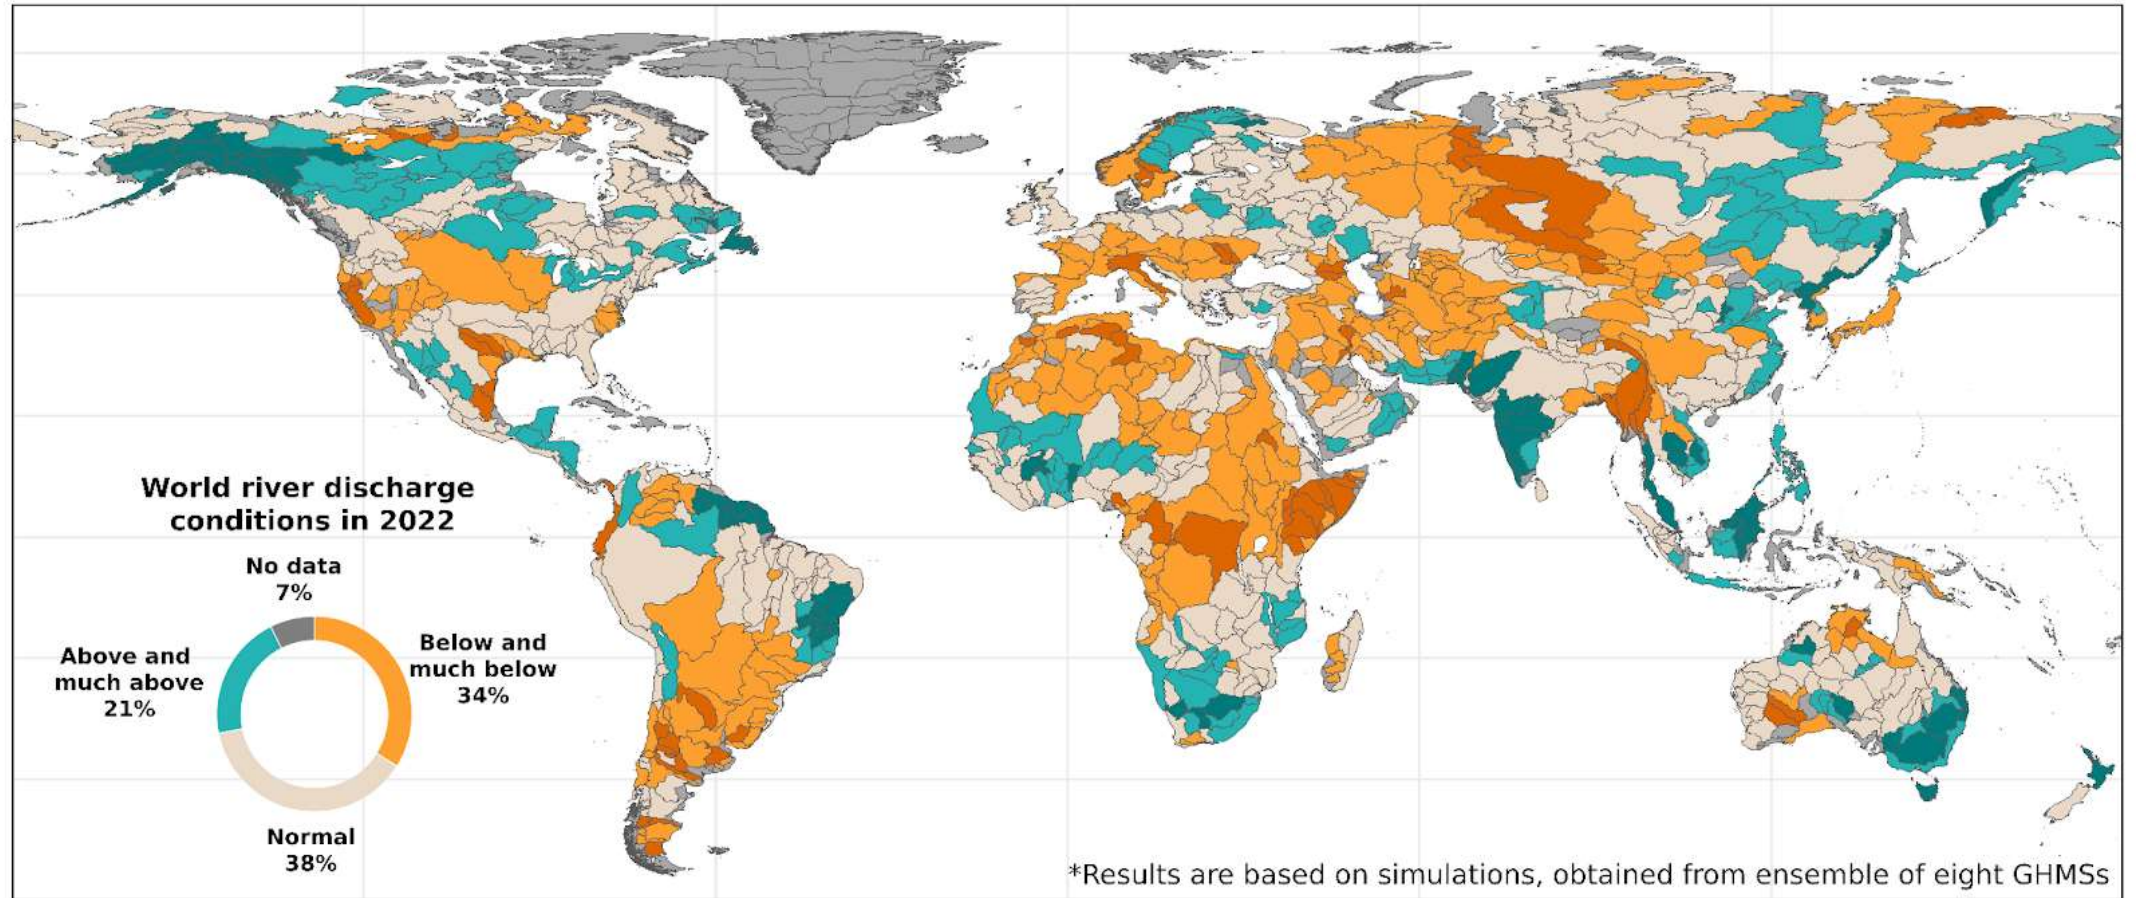 World river discharge
conditions in 2022
No data
7%
Above and
much above
21%
Below and
much below
34%
Normal
38%
*Results are based on simulations, obtained from ensemble of eight GHMSs